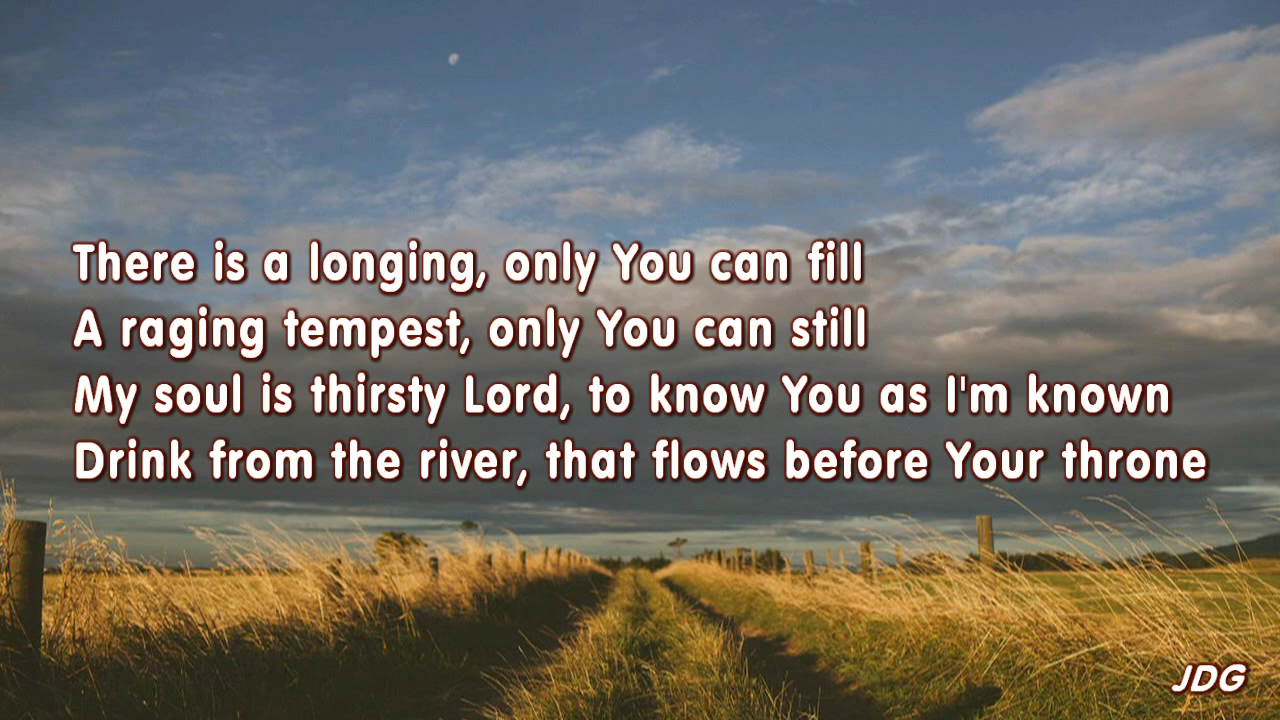 There is a longing, only You can fill
A raging tempest, only You can still
My soul is thirsty Lord, to know You as I'm known
Drink from the river, that flows before Your throne
JDG